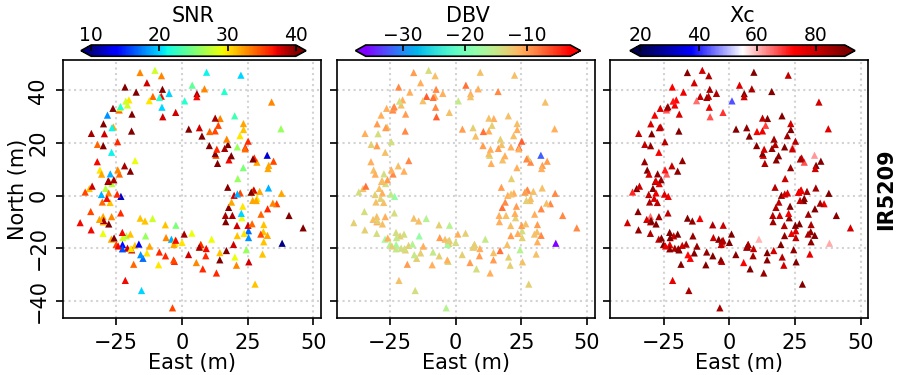 SNR DBV Xc
10 20 30 40 −30 −20 −10 20 40 60 80
40
20
0
−20
−40
North (m)
IR5209
−25 0 25 50 −25 0 25 50 −25 0 25 50
East (m) East (m) East (m)